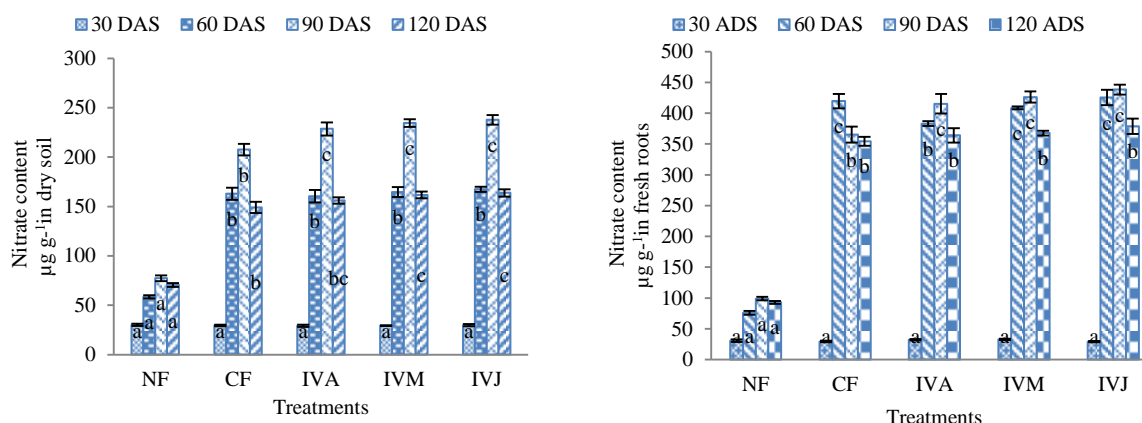 30 DAS 60 DAS 90 DAS 120 DAS
Nitrate content
µg g-¹in dry soil
300
250
200
150
100
50
0
a a a a
a b b b
a b c bc
a b c c
a b c c
NF CF IVA IVM IVJ
Treatments
30 ADS 60 DAS 90 DAS 120 ADS
Nitrate content
µg g-¹in fresh roots
500
450
400
350
300
250
200
150
100
50
0
a a a a
a c b b
a b c b
a c c b
a c c b
NF CF IVA IVM IVJ
Treatments